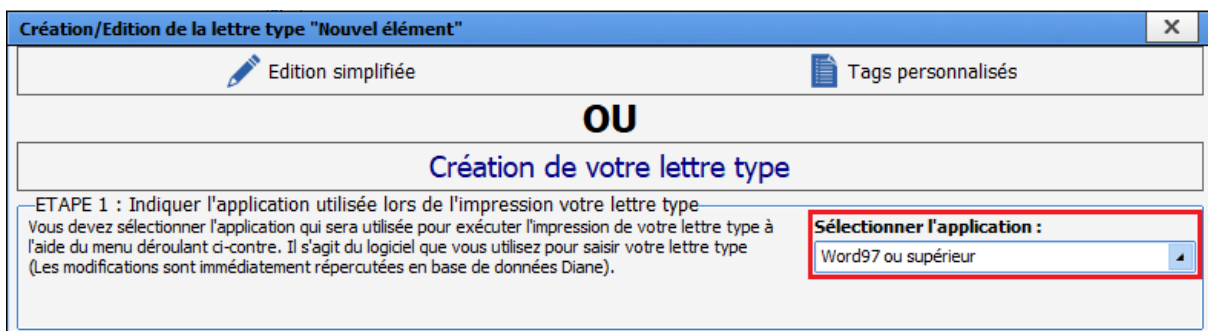 Création/Edition de la lettre type "Nouvel élément"
Edition simplifiée
Tags personnalisés
OU
Création de votre lettre type
ETAPE 1 : Indiquer l'application utilisée lors de l'impression votre lettre type
Vous devez sélectionner l'application qui sera utilisée pour exécuter l'impression de votre lettre type à
l'aide du menu déroulant ci-contre. Il s'agit du logiciel que vous utilisez pour saisir votre lettre type
(Les modifications sont immédiatement répercutées en base de données Diane).
Sélectionner l'application :
Word97 ou supérieur